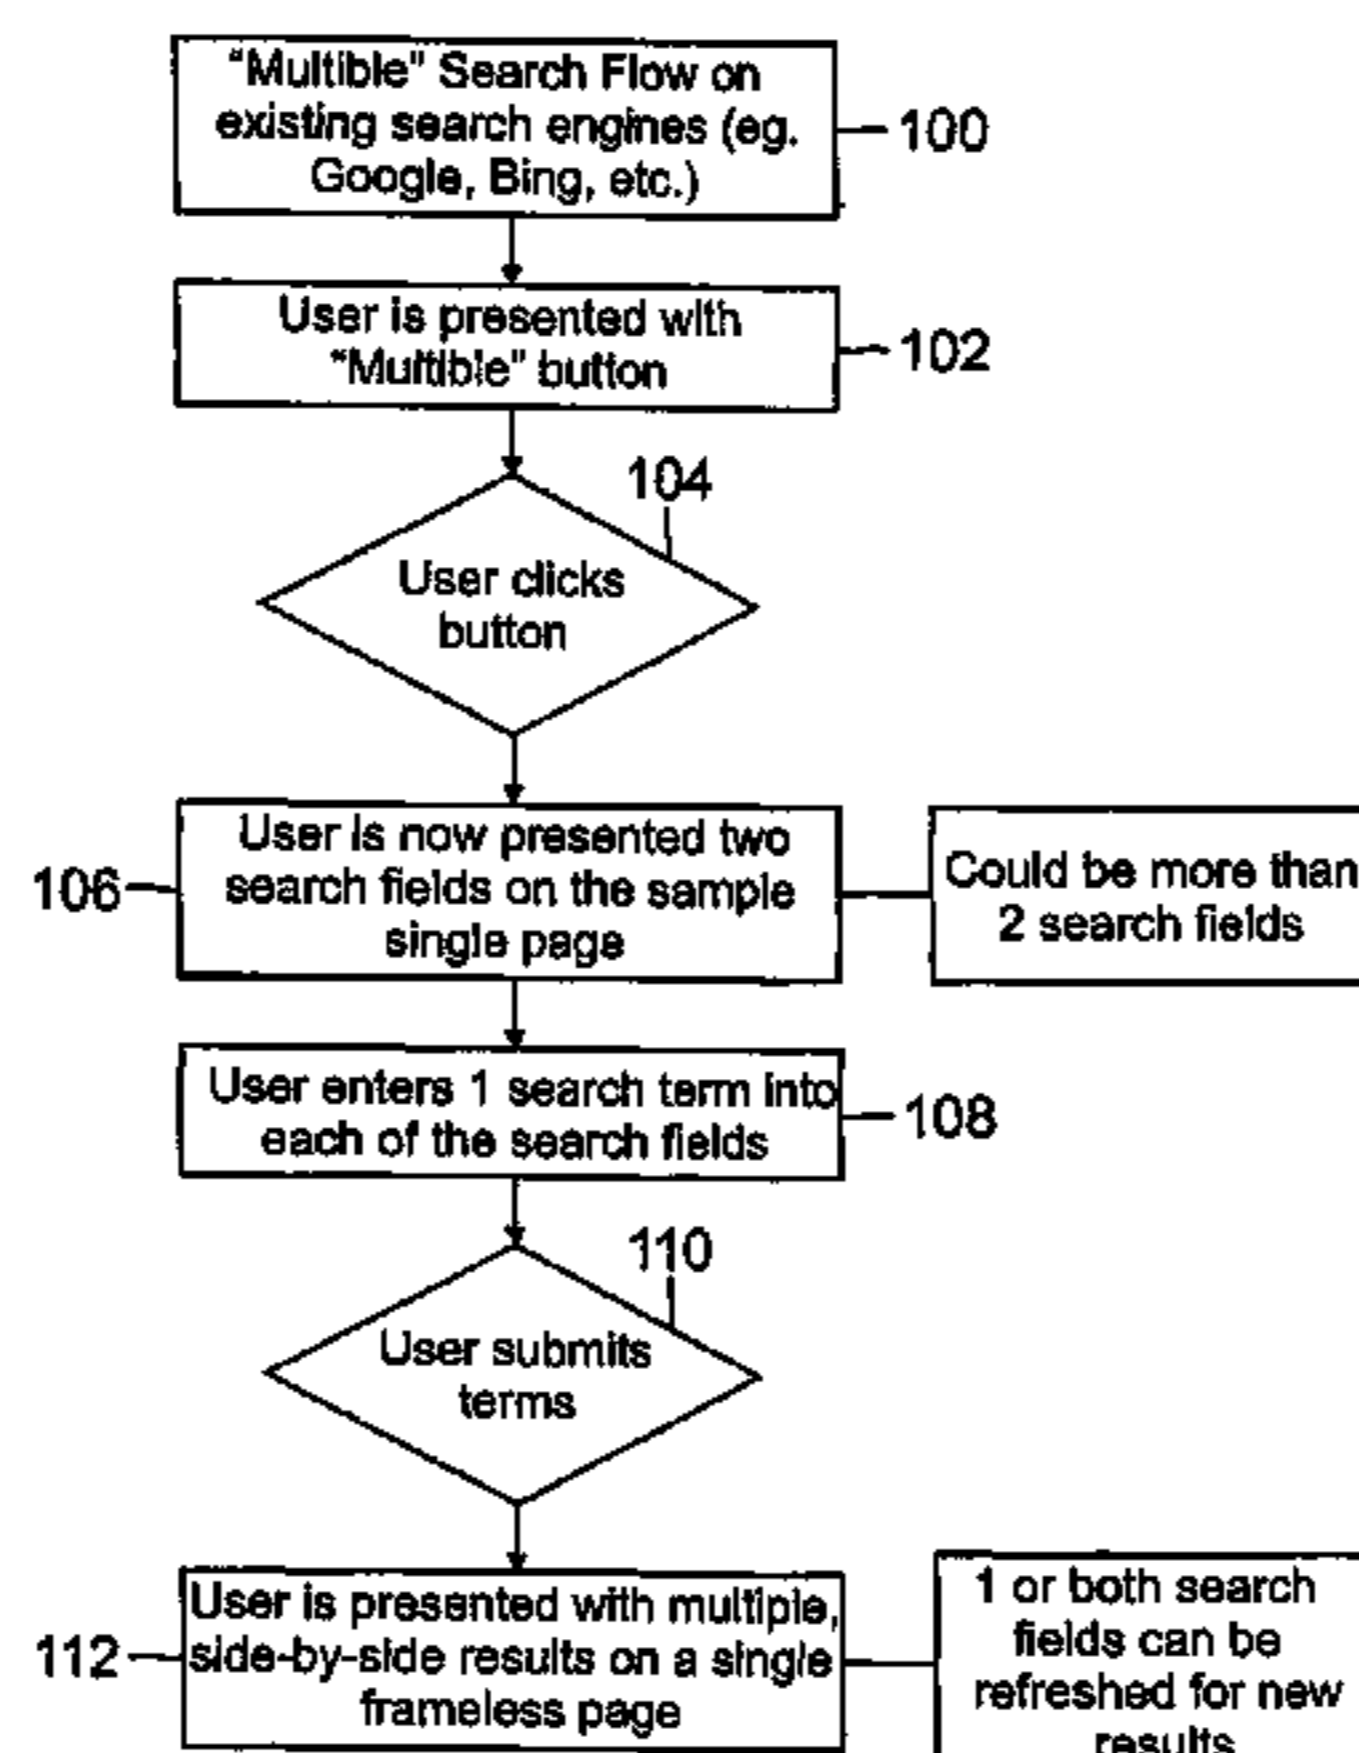 “Multible” Search Flow on
existing search engines (eg.
Google, Bing, etc.)
100
User is presented with
“Multible” button
102
104
User clicks
button
106
User is now presented two
search fields on the sample
single page
Could be more than
2 search fields
User enters 1 search term into
each of the search fields
108
110
User submits
terms
112
User is presented with multiple,
side-by-side results on a single
frameless page
1 or both search
fields can be
refreshed for new
results